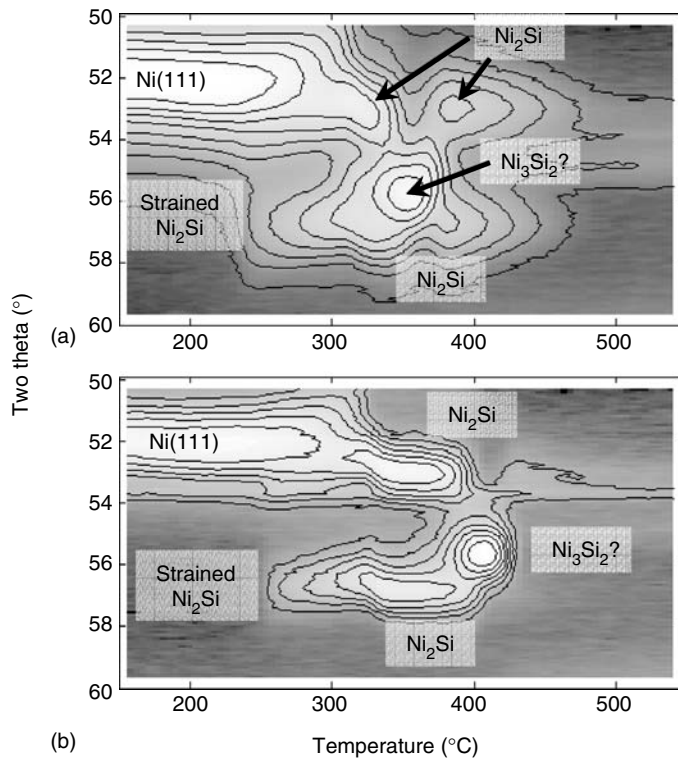 50
52
54
56
58
60
Ni(111)
Ni₂Si
Ni₃Si₂?
Strained
Ni₂Si
Ni₂Si
(a)
200
300
400
500
Two theta (°)
50
52
54
56
58
60
Ni(111)
Ni₂Si
Ni₃Si₂?
Strained
Ni₂Si
Ni₂Si
200
300
400
500
(b)
Temperature (°C)